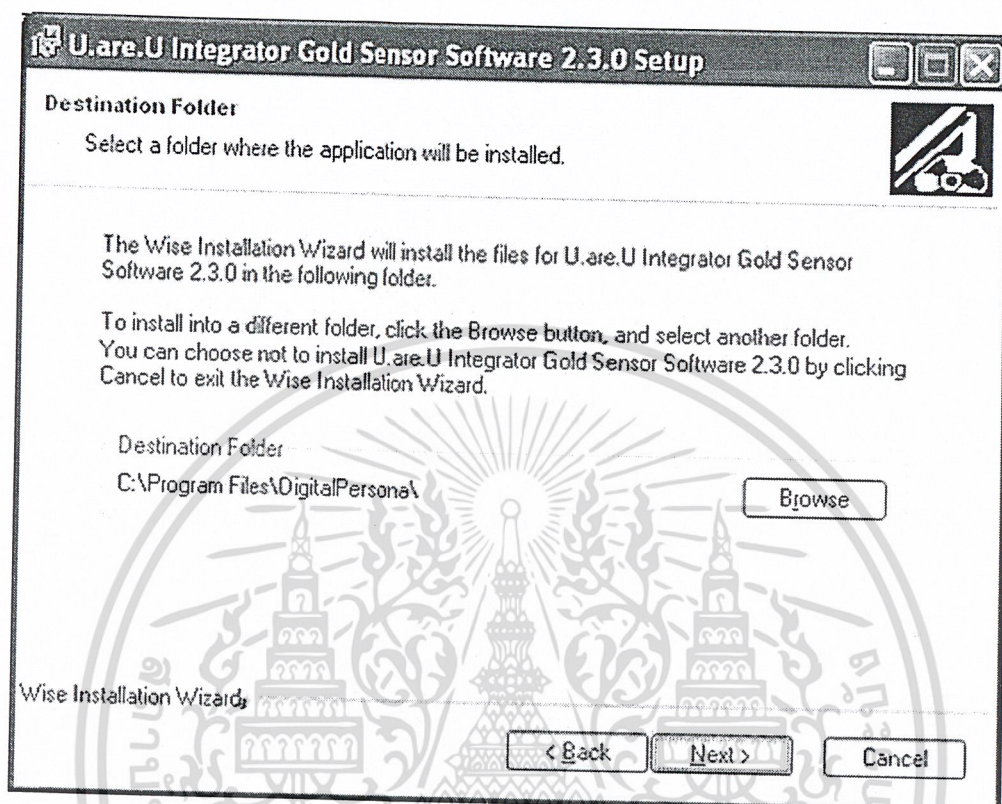 U.are.U Integrator Gold Sensor Software 2.3.0 Setup
Destination Folder
Select a folder where the application will be installed.
The Wise Installation Wizard will install the files for U.are.U Integrator Gold Sensor
Software 2.3.0 in the following folder.
To install into a different folder, click the Browse button, and select another folder.
You can choose not to install U.are.U Integrator Gold Sensor Software 2.3.0 by clicking
Cancel to exit the Wise Installation Wizard.
Destination Folder
C:\Program Files\DigitalPersona\
Browse
Wise Installation Wizard
< Back
Next >
Cancel